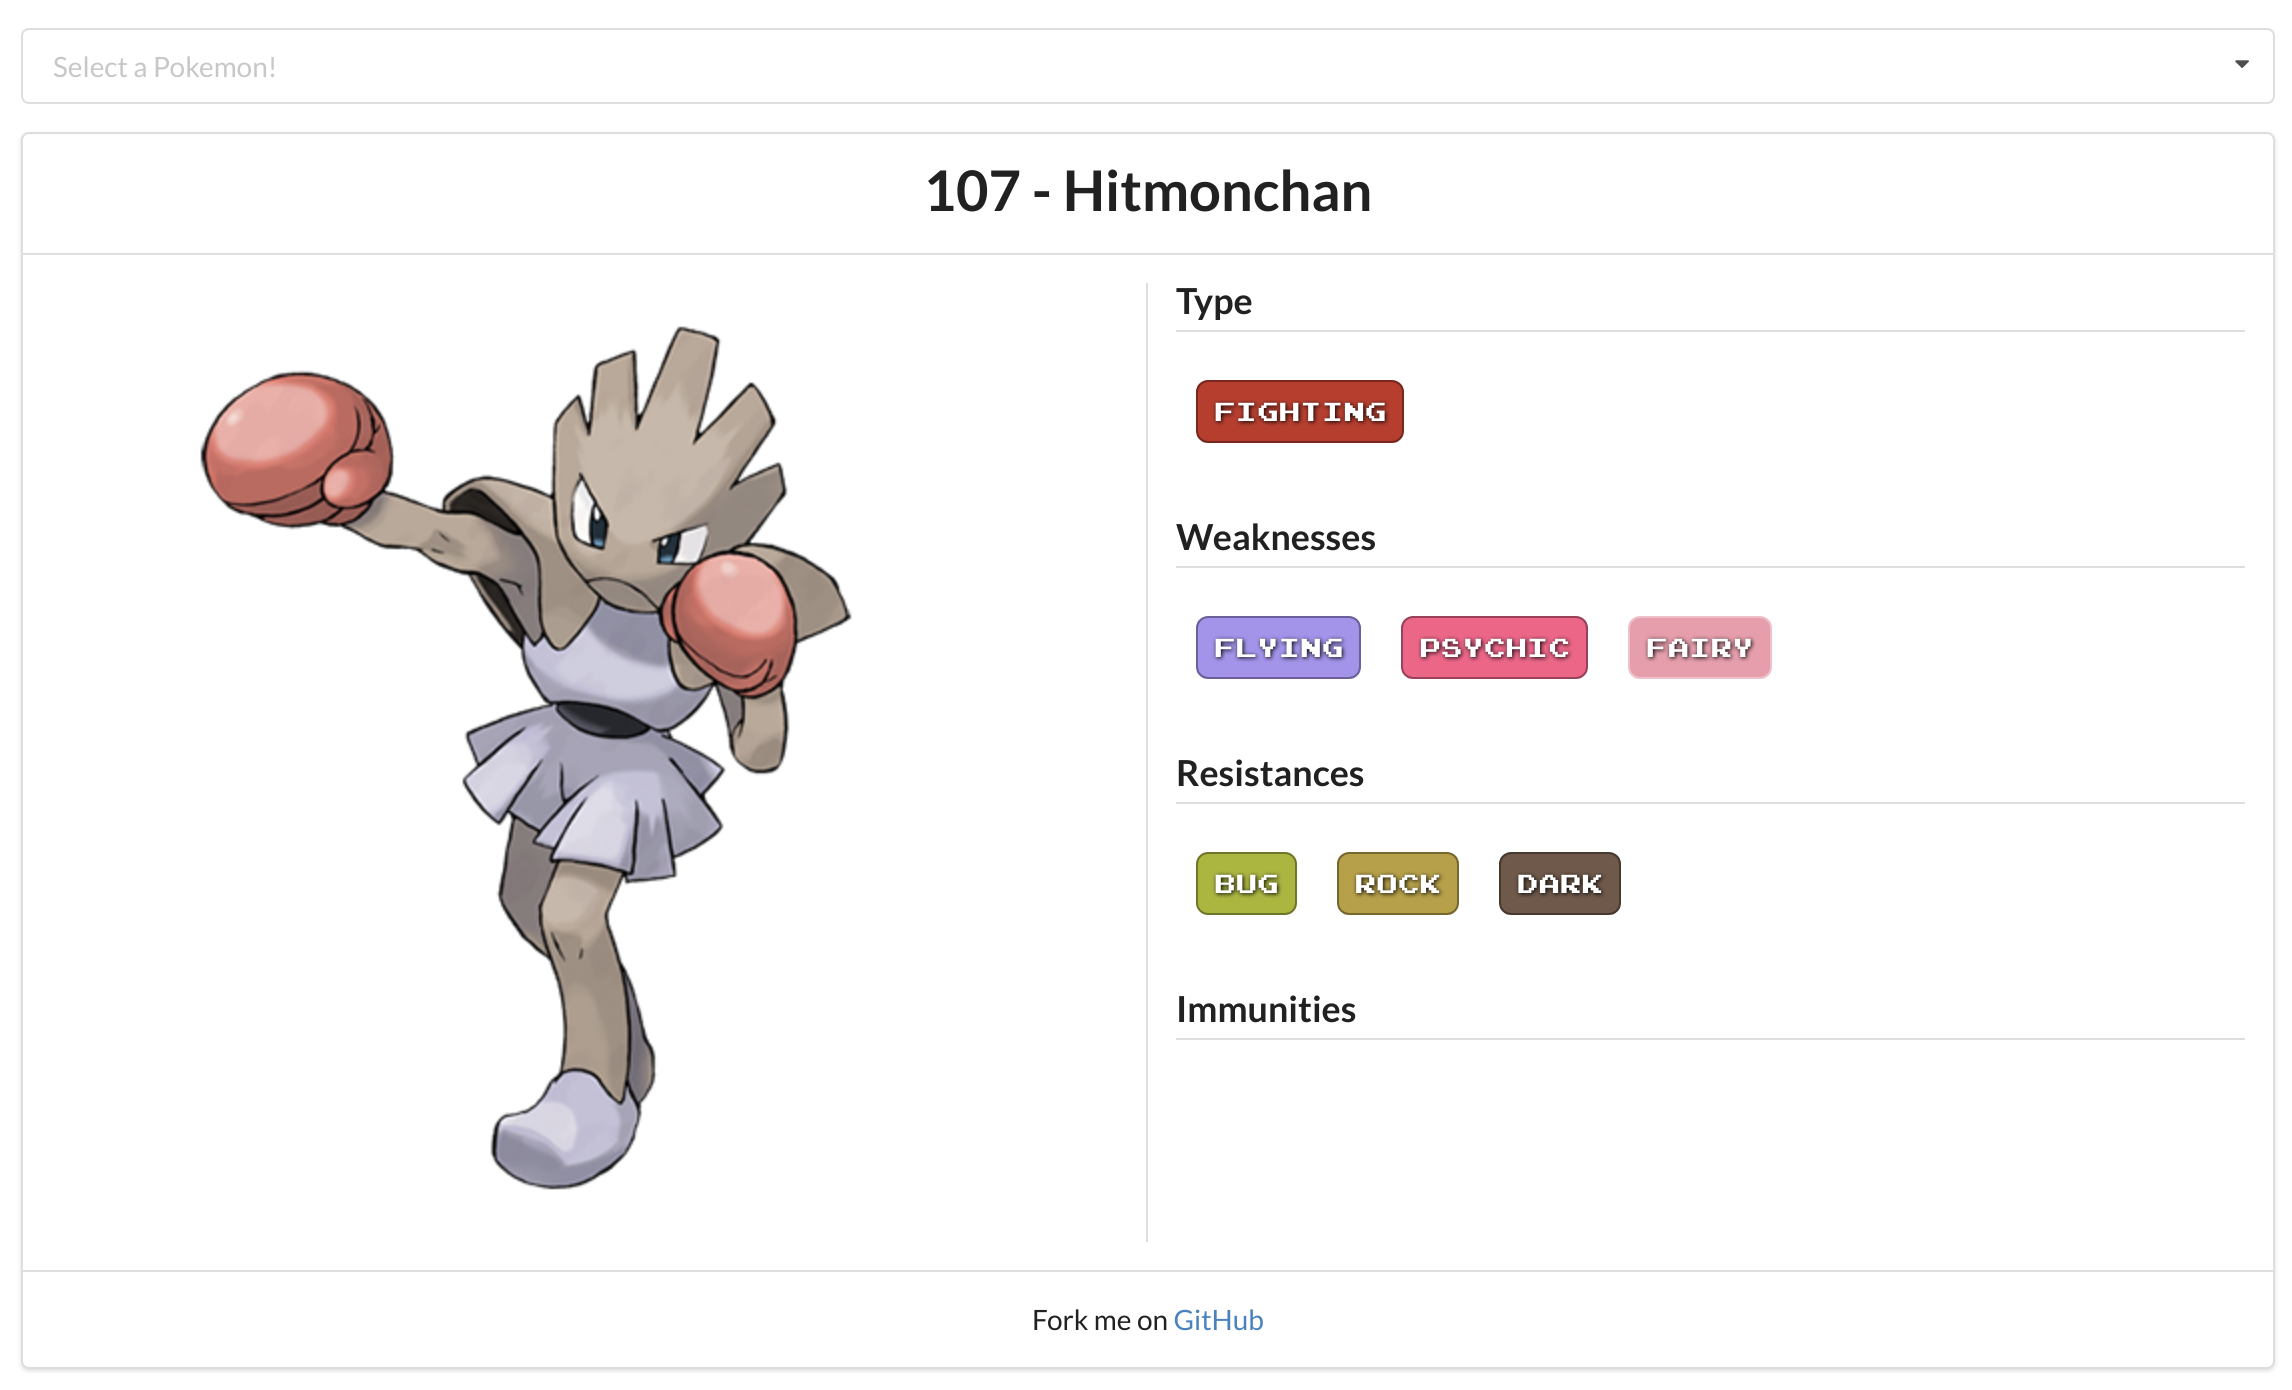 Select a Pokemon!
107 - Hitmonchan
Type
FIGHTING
Weaknesses
FLYING PSYCHIC FAIRY
Resistances
BUG ROCK DARK
Immunities
Fork me on GitHub